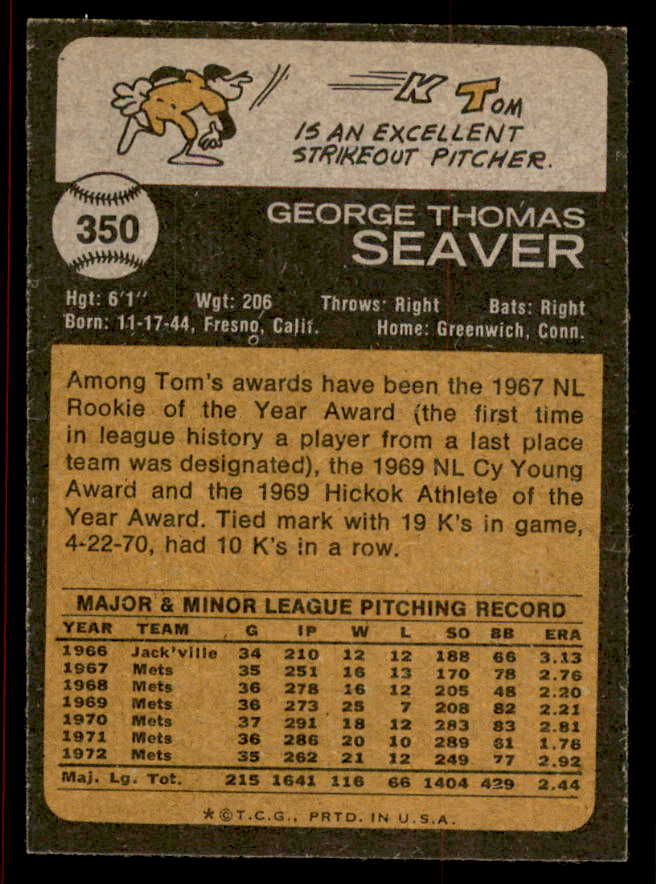 K TOM
IS AN EXCELLENT
STRIKEOUT PITCHER.
350
GEORGE THOMAS
SEAVER
Hgt: 6'1" Wgt: 206 Throws: Right Bats: Right
Born: 11-17-44, Fresno, Calif. Home: Greenwich, Conn.
Among Tom's awards have been the 1967 NL
Rookie of the Year Award (the first time
in league history a player from a last place
team was designated), the 1969 NL Cy Young
Award and the 1969 Hickok Athlete of the
Year Award. Tied mark with 19 K's in game,
4-22-70, had 10 K's in a row.
MAJOR & MINOR LEAGUE PITCHING RECORD
YEAR TEAM G IP W L SO BB ERA
1966 Jack'ville 34 210 12 12 188 66 3.13
1967 Mets 35 251 16 13 170 78 2.76
1968 Mets 36 278 16 12 205 48 2.20
1969 Mets 36 273 25 7 208 82 2.21
1970 Mets 37 291 18 12 283 83 2.81
1971 Mets 36 286 20 10 289 61 1.76
1972 Mets 35 262 21 12 249 77 2.92
Maj. Lg. Tot. 215 1641 116 66 1404 429 2.44
*©T.C.G., PRTD. IN U.S.A.